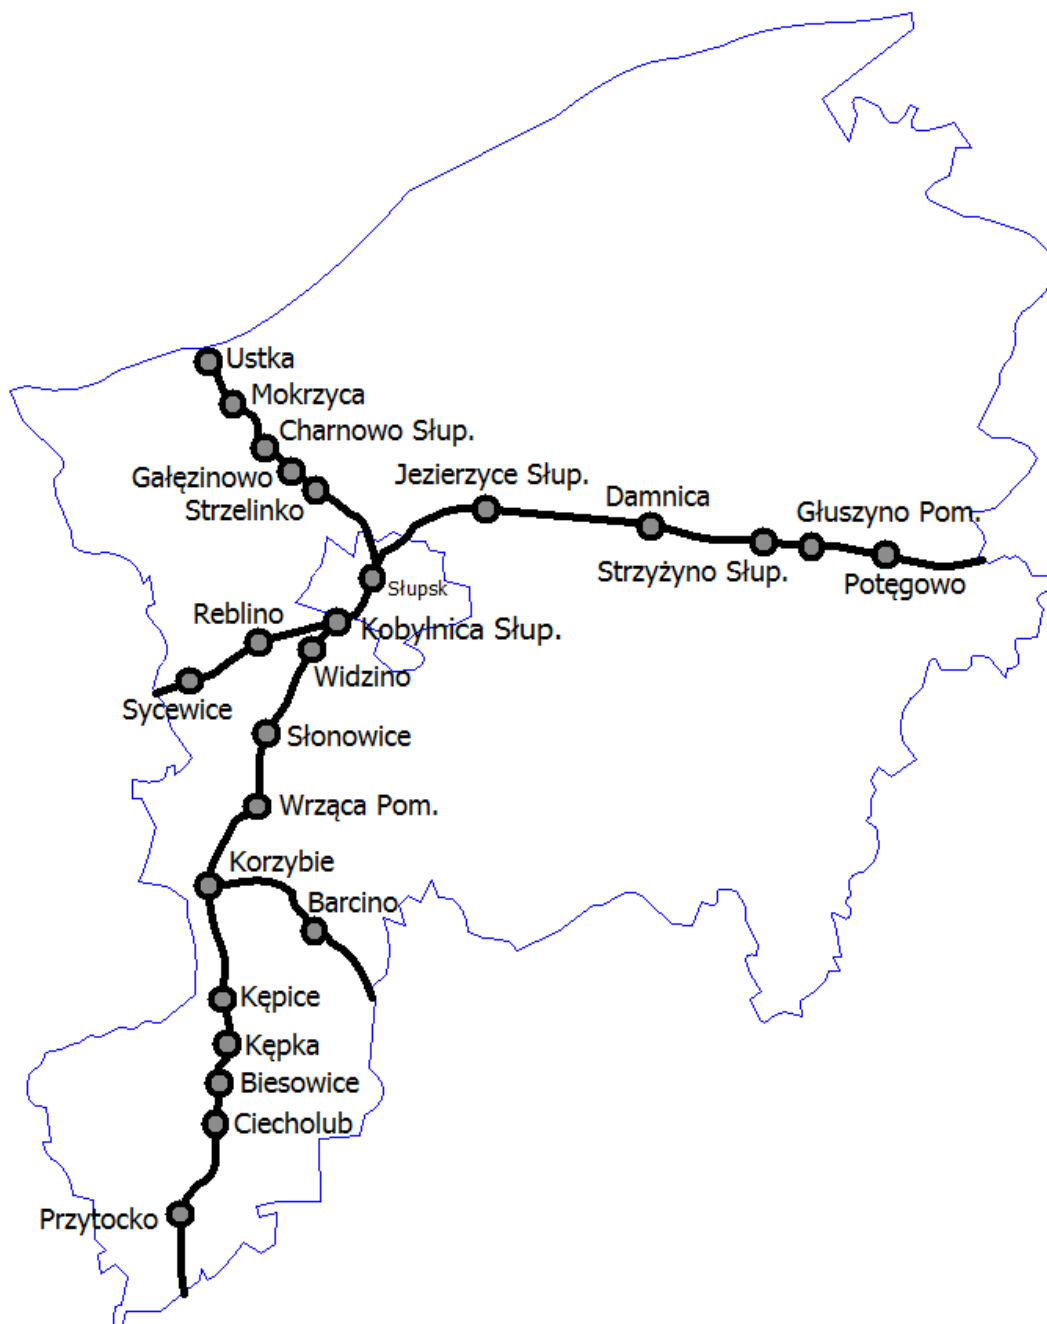 Ustka
Mokrzyca
Charnowo Słup.
Gałęzinowo
Strzelinko
Jezierzyce Słup.
Damnica
Głuszyno Pom.
Strzyżyno Słup.
Potęgowo
Słupsk
Reblino
Kobylnica Słup.
Widzino
Sycewice
Słonowice
Wrząca Pom.
Korzybie
Barcino
Kępice
Kępka
Biesowice
Ciecholub
Przytocko